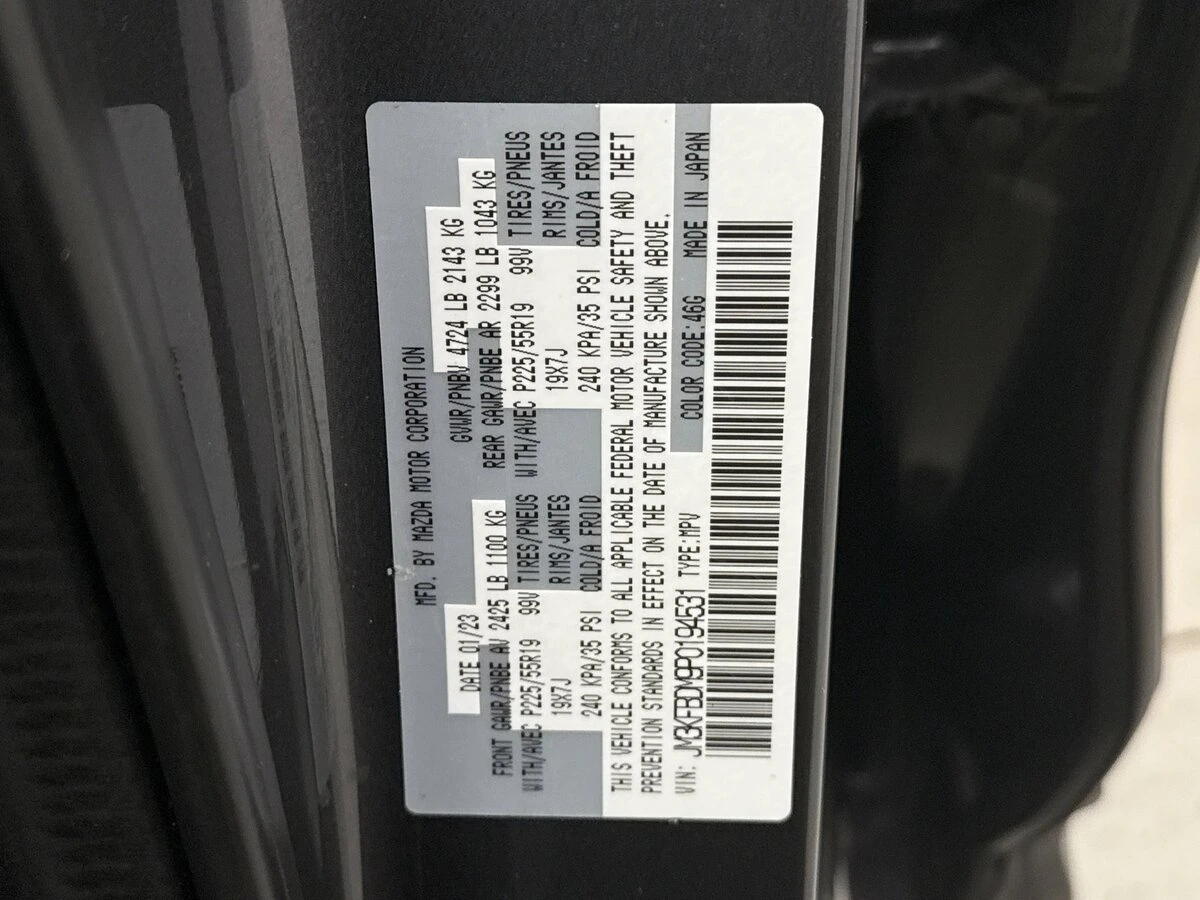 MFD. BY MAZDA MOTOR CORPORATION
DATE 01/23 GVWR/PNBV 4724 LB 2143 KG
FRONT GAWR/PNBE AV 2425 LB 1100 KG REAR GAWR/PNBE AR 2299 LB 1043 KG
WITH/AVEC P225/55R19 99V TIRES/PNEUS WITH/AVEC P225/55R19 99V TIRES/PNEUS
19X7J RIMS/JANTES 19X7J RIMS/JANTES
240 KPA/35 PSI COLD/A FROID 240 KPA/35 PSI COLD/A FROID
THIS VEHICLE CONFORMS TO ALL APPLICABLE FEDERAL MOTOR VEHICLE SAFETY AND THEFT
PREVENTION STANDARDS IN EFFECT ON THE DATE OF MANUFACTURE SHOWN ABOVE.
VIN: JM3KFBDM9P0194531 TYPE:MPV COLOR CODE:46G MADE IN JAPAN